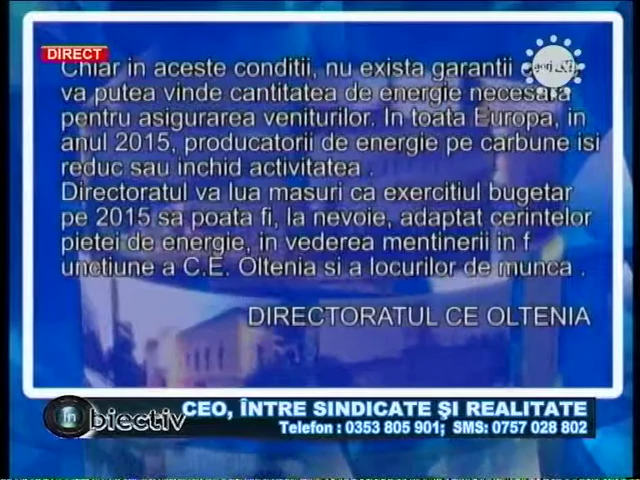 DIRECT
Chiar in aceste conditii, nu exista garantii
va putea vinde cantitatea de energie necesara
pentru asigurarea veniturilor. In toata Europa, in
anul 2015, producatorii de energie pe carbune isi
reduc sau inchid activitatea .
Directoratul va lua masuri ca exercitiul bugetar
pe 2015 sa poata fi, la nevoie, adaptat cerintelor
pietei de energie, in vederea mentinerii in f
unctiune a C.E. Oltenia si a locurilor de munca .
DIRECTORATUL CE OLTENIA
în
Obiectiv
CEO, ÎNTRE SINDICATE ŞI REALITATE
Telefon : 0353 805 901; SMS: 0757 028 802